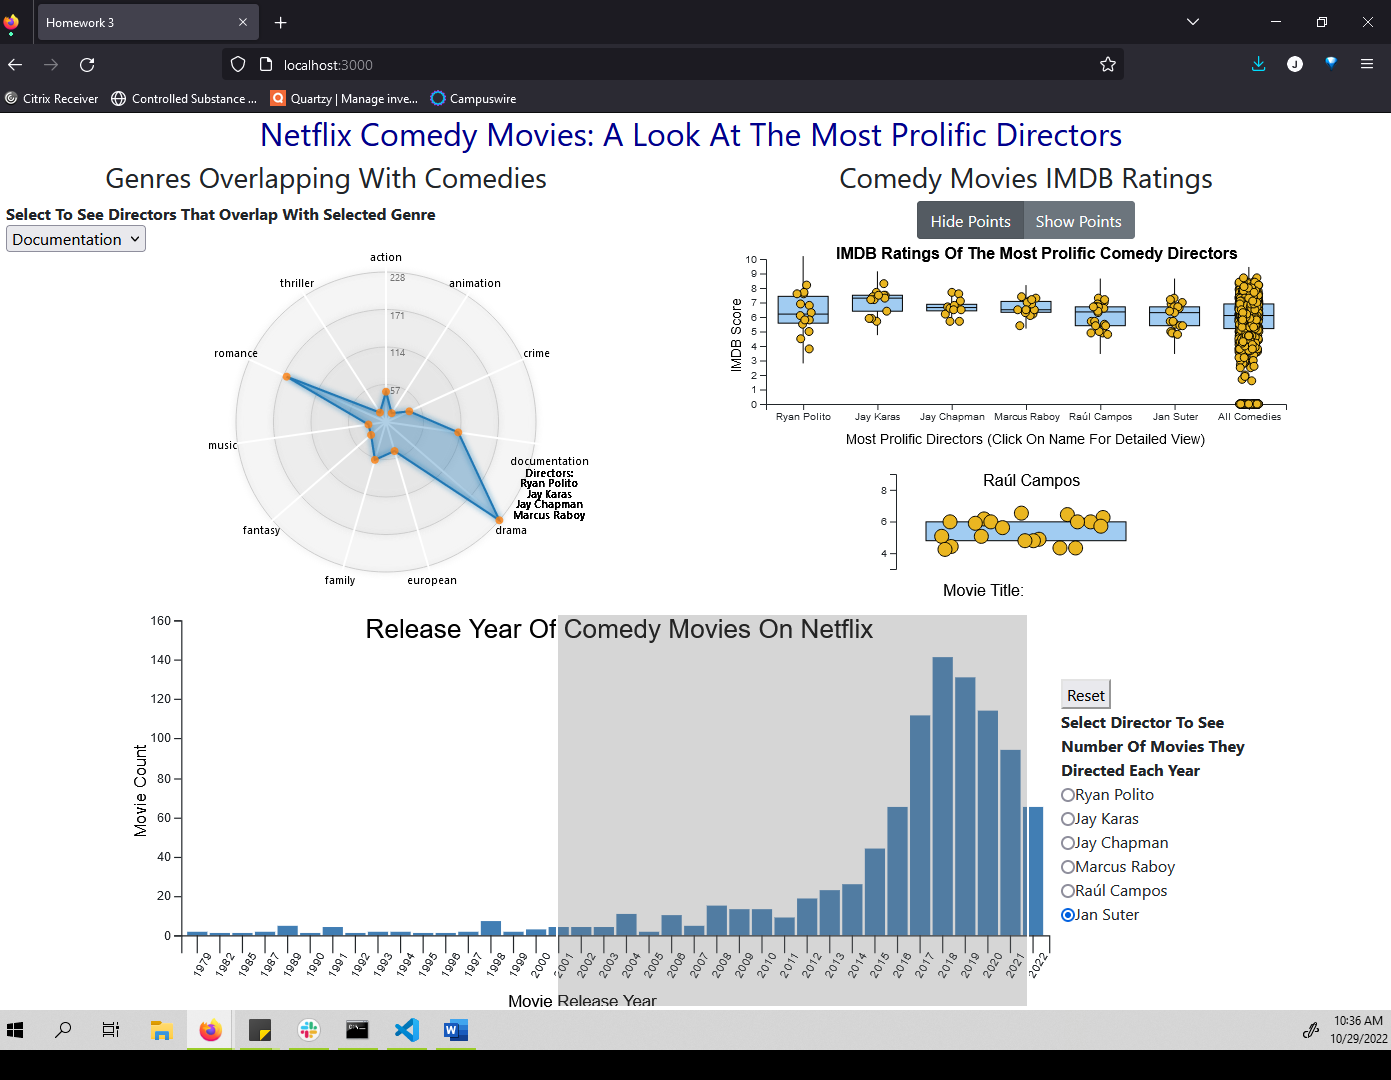 Homework 3
localhost:3000
J
Citrix Receiver
Controlled Substance ...
Quartzy | Manage inve...
Campuswire
Netflix Comedy Movies: A Look At The Most Prolific Directors
Genres Overlapping With Comedies
Select To See Directors That Overlap With Selected Genre
Documentation
action
animation
crime
documentation
Directors:
Ryan Polito
Jay Karas
Jay Chapman
Marcus Raboy
drama
european
family
fantasy
music
romance
thriller
228
171
114
57
Comedy Movies IMDB Ratings
Hide Points
Show Points
IMDB Ratings Of The Most Prolific Comedy Directors
IMDB Score
10
9
8
7
6
5
4
3
2
1
0
Ryan Polito
Jay Karas
Jay Chapman
Marcus Raboy
Raúl Campos
Jan Suter
All Comedies
Most Prolific Directors (Click On Name For Detailed View)
Raúl Campos
8
6
4
Movie Title:
Release Year Of Comedy Movies On Netflix
Movie Count
160
140
120
100
80
60
40
20
0
1979
1982
1985
1987
1989
1990
1991
1992
1993
1994
1995
1996
1997
1998
1999
2000
2001
2002
2003
2004
2005
2006
2007
2008
2009
2010
2011
2012
2013
2014
2015
2016
2017
2018
2019
2020
2021
2022
Movie Release Year
Reset
Select Director To See
Number Of Movies They
Directed Each Year
Ryan Polito
Jay Karas
Jay Chapman
Marcus Raboy
Raúl Campos
Jan Suter
10:36 AM
10/29/2022